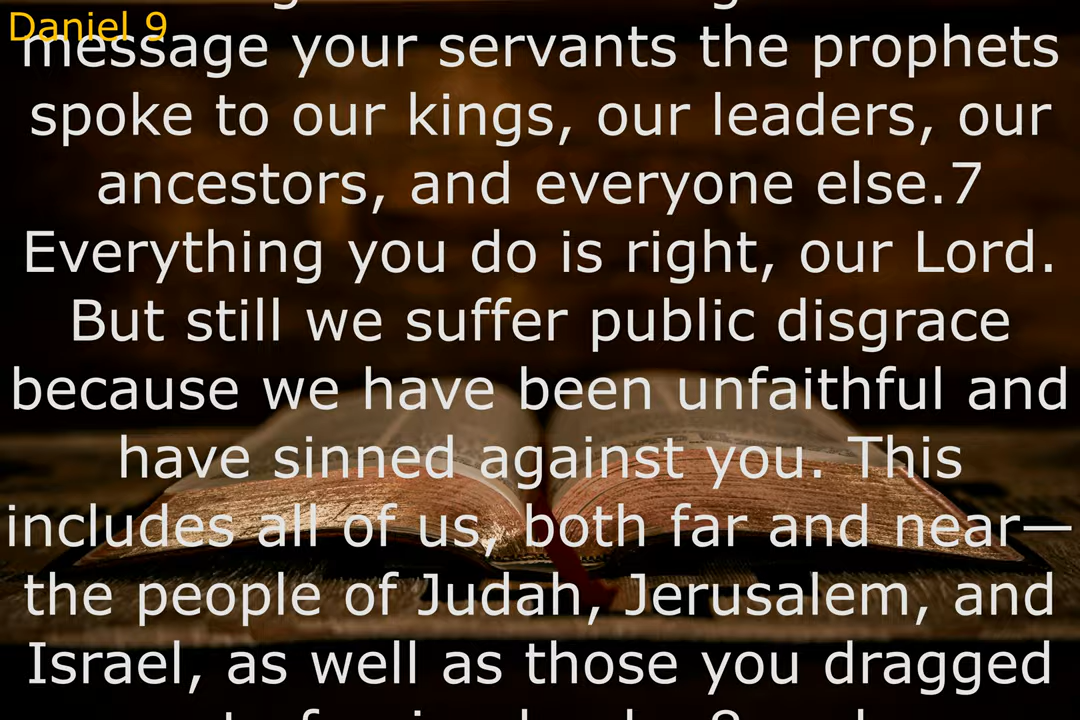 Daniel 9
message your servants the prophets
spoke to our kings, our leaders, our
ancestors, and everyone else.7
Everything you do is right, our Lord.
But still we suffer public disgrace
because we have been unfaithful and
have sinned against you. This
includes all of us, both far and near—
the people of Judah, Jerusalem, and
Israel, as well as those you dragged